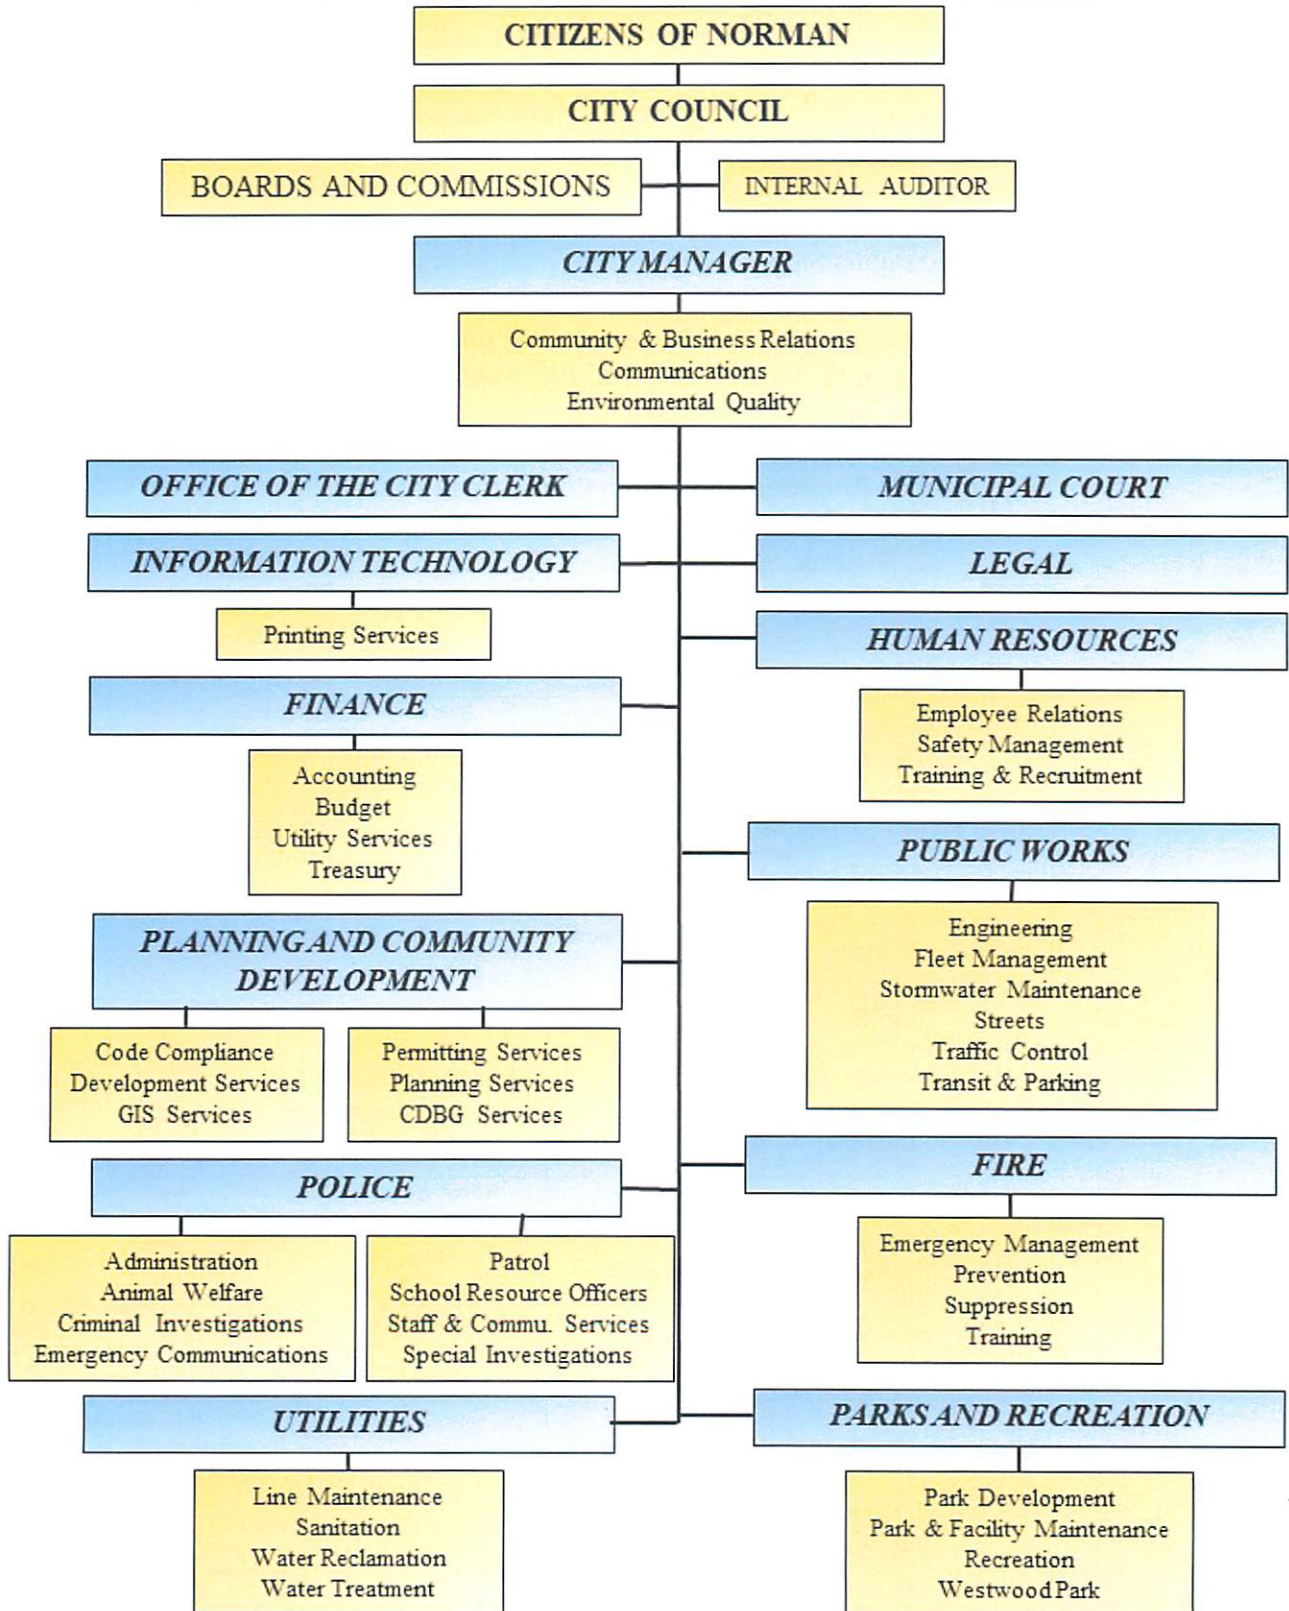 CITIZENS OF NORMAN
CITY COUNCIL
BOARDS AND COMMISSIONS
INTERNAL AUDITOR
CITY MANAGER
Community & Business Relations
Communications
Environmental Quality
OFFICE OF THE CITY CLERK
MUNICIPAL COURT
INFORMATION TECHNOLOGY
LEGAL
Printing Services
HUMAN RESOURCES
Employee Relations
Safety Management
Training & Recruitment
FINANCE
Accounting
Budget
Utility Services
Treasury
PUBLIC WORKS
Engineering
Fleet Management
Stormwater Maintenance
Streets
Traffic Control
Transit & Parking
PLANNING AND COMMUNITY
DEVELOPMENT
Code Compliance
Development Services
GIS Services
Permitting Services
Planning Services
CDBG Services
FIRE
Emergency Management
Prevention
Suppression
Training
POLICE
Administration
Animal Welfare
Criminal Investigations
Emergency Communications
Patrol
School Resource Officers
Staff & Commu. Services
Special Investigations
UTILITIES
Line Maintenance
Sanitation
Water Reclamation
Water Treatment
PARKS AND RECREATION
Park Development
Park & Facility Maintenance
Recreation
Westwood Park